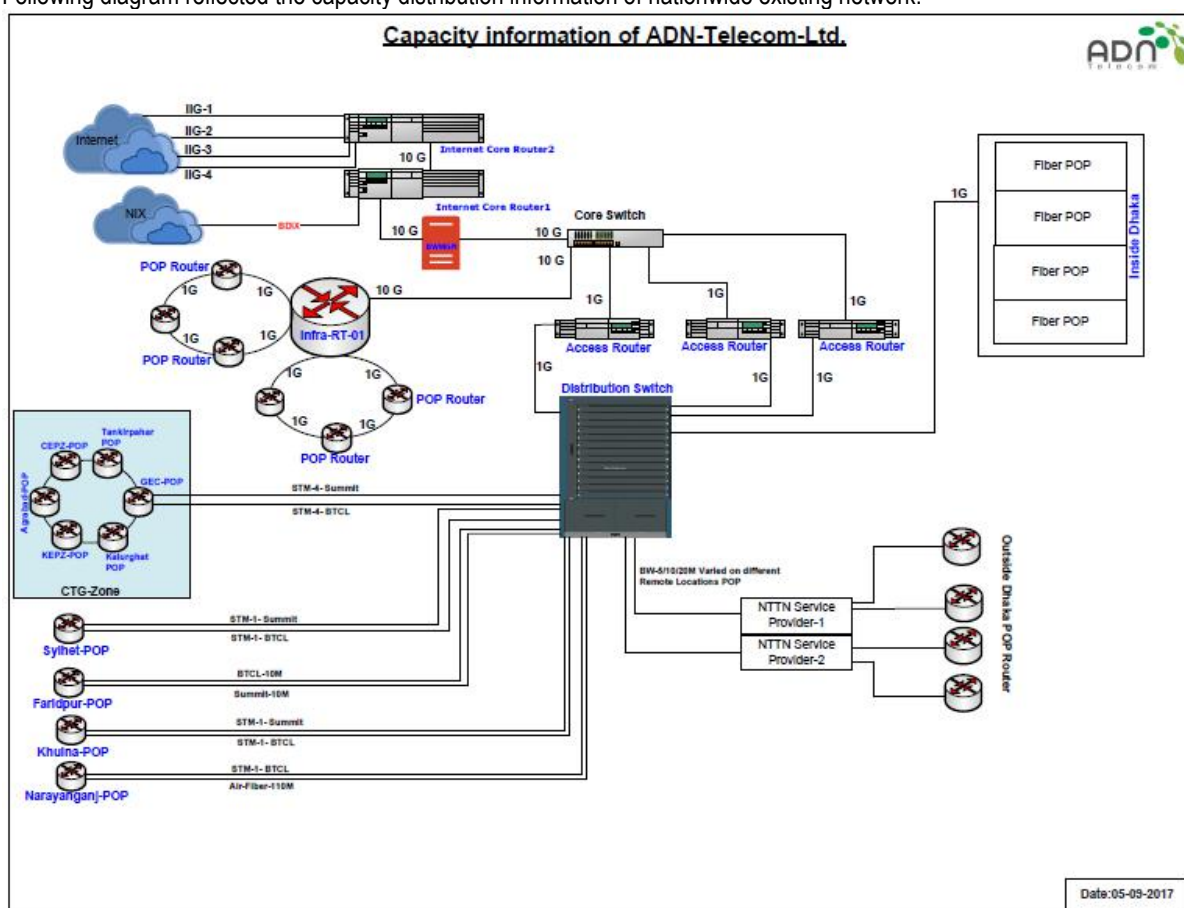 Following diagram reflected the capacity distribution information of nationwide existing network.
Capacity information of ADN-Telecom-Ltd.
ADN
Telecom
Internet
IIG-1
IIG-2
IIG-3
IIG-4
10 G
Internet Core Router2
Internet Core Router1
NIX
BDIX
10 G
10 G
10 G
Core Switch
1G
Fiber POP
Fiber POP
Fiber POP
Fiber POP
Inside Dhaka
POP Router
1G
1G
1G
1G
POP Router
10 G
Infra-RT-01
1G
1G
1G
1G
POP Router
POP Router
1G
1G
1G
Access Router
Access Router
Access Router
1G
1G
1G
Distribution Switch
CEPZ-POP
Tankirpaher
POP
GEC-POP
Agrabad-POP
KEPZ-POP
Kalurghat
POP
CTG-Zone
STM-4- Summit
STM-4- BTCL
STM-1- Summit
STM-1- BTCL
Sylhet-POP
BTCL-10M
Summit-10M
Faridpur-POP
STM-1- Summit
STM-1- BTCL
Khulna-POP
STM-1- BTCL
Air-Fiber-110M
Narayanganj-POP
BW-5/10/20M Varied on different
Remote Locations POP
NTTN Service
Provider-1
NTTN Service
Provider-2
Outside Dhaka POP Router
Date:05-09-2017